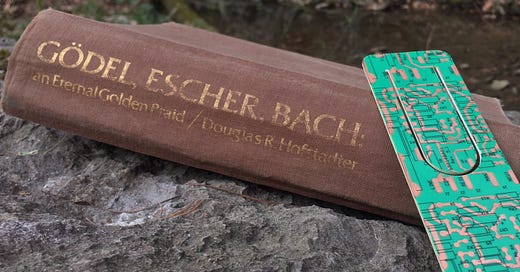 GÖDEL, ESCHER, BACH:
an Eternal Golden Braid / Douglas R. Hofstadter